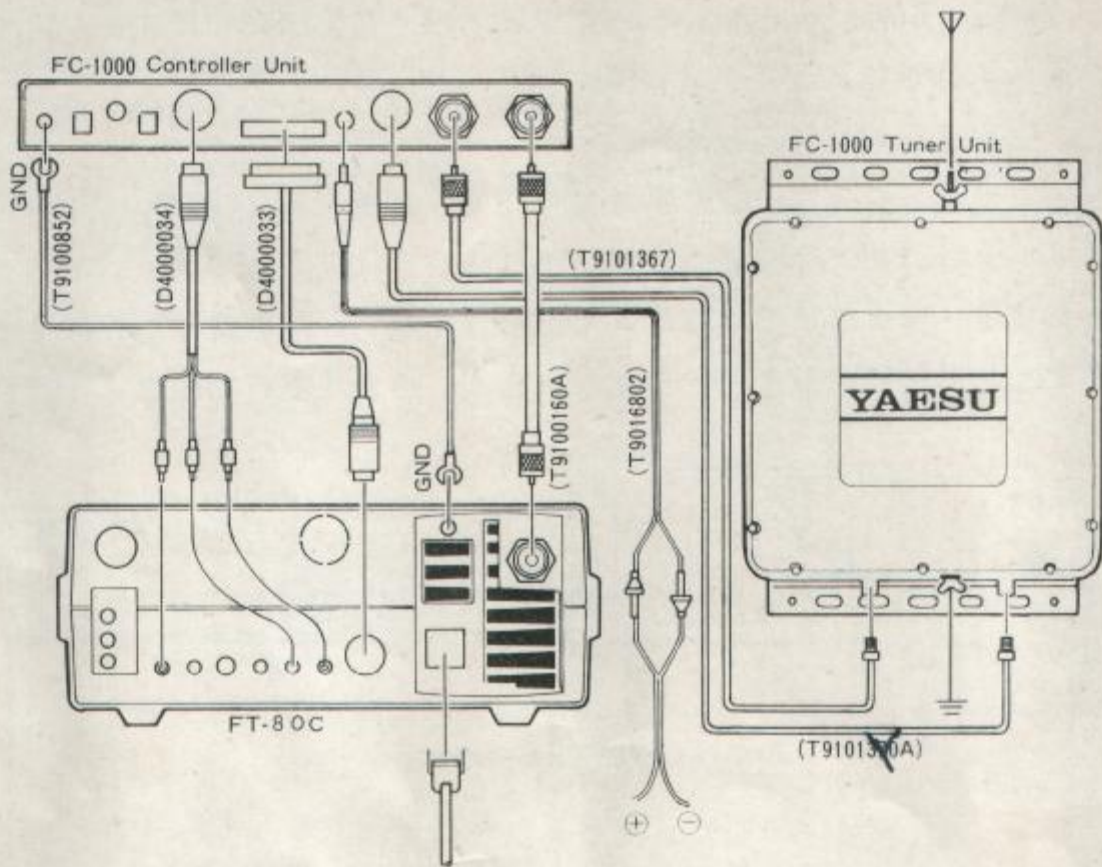 FC-1000 Controller Unit
FC-1000 Tuner Unit
GND
(T9100852)
(D4000034)
(D4000033)
(T9101367)
(T9100160A)
(T9016802)
YAESU
GND
FT-80C
+ −